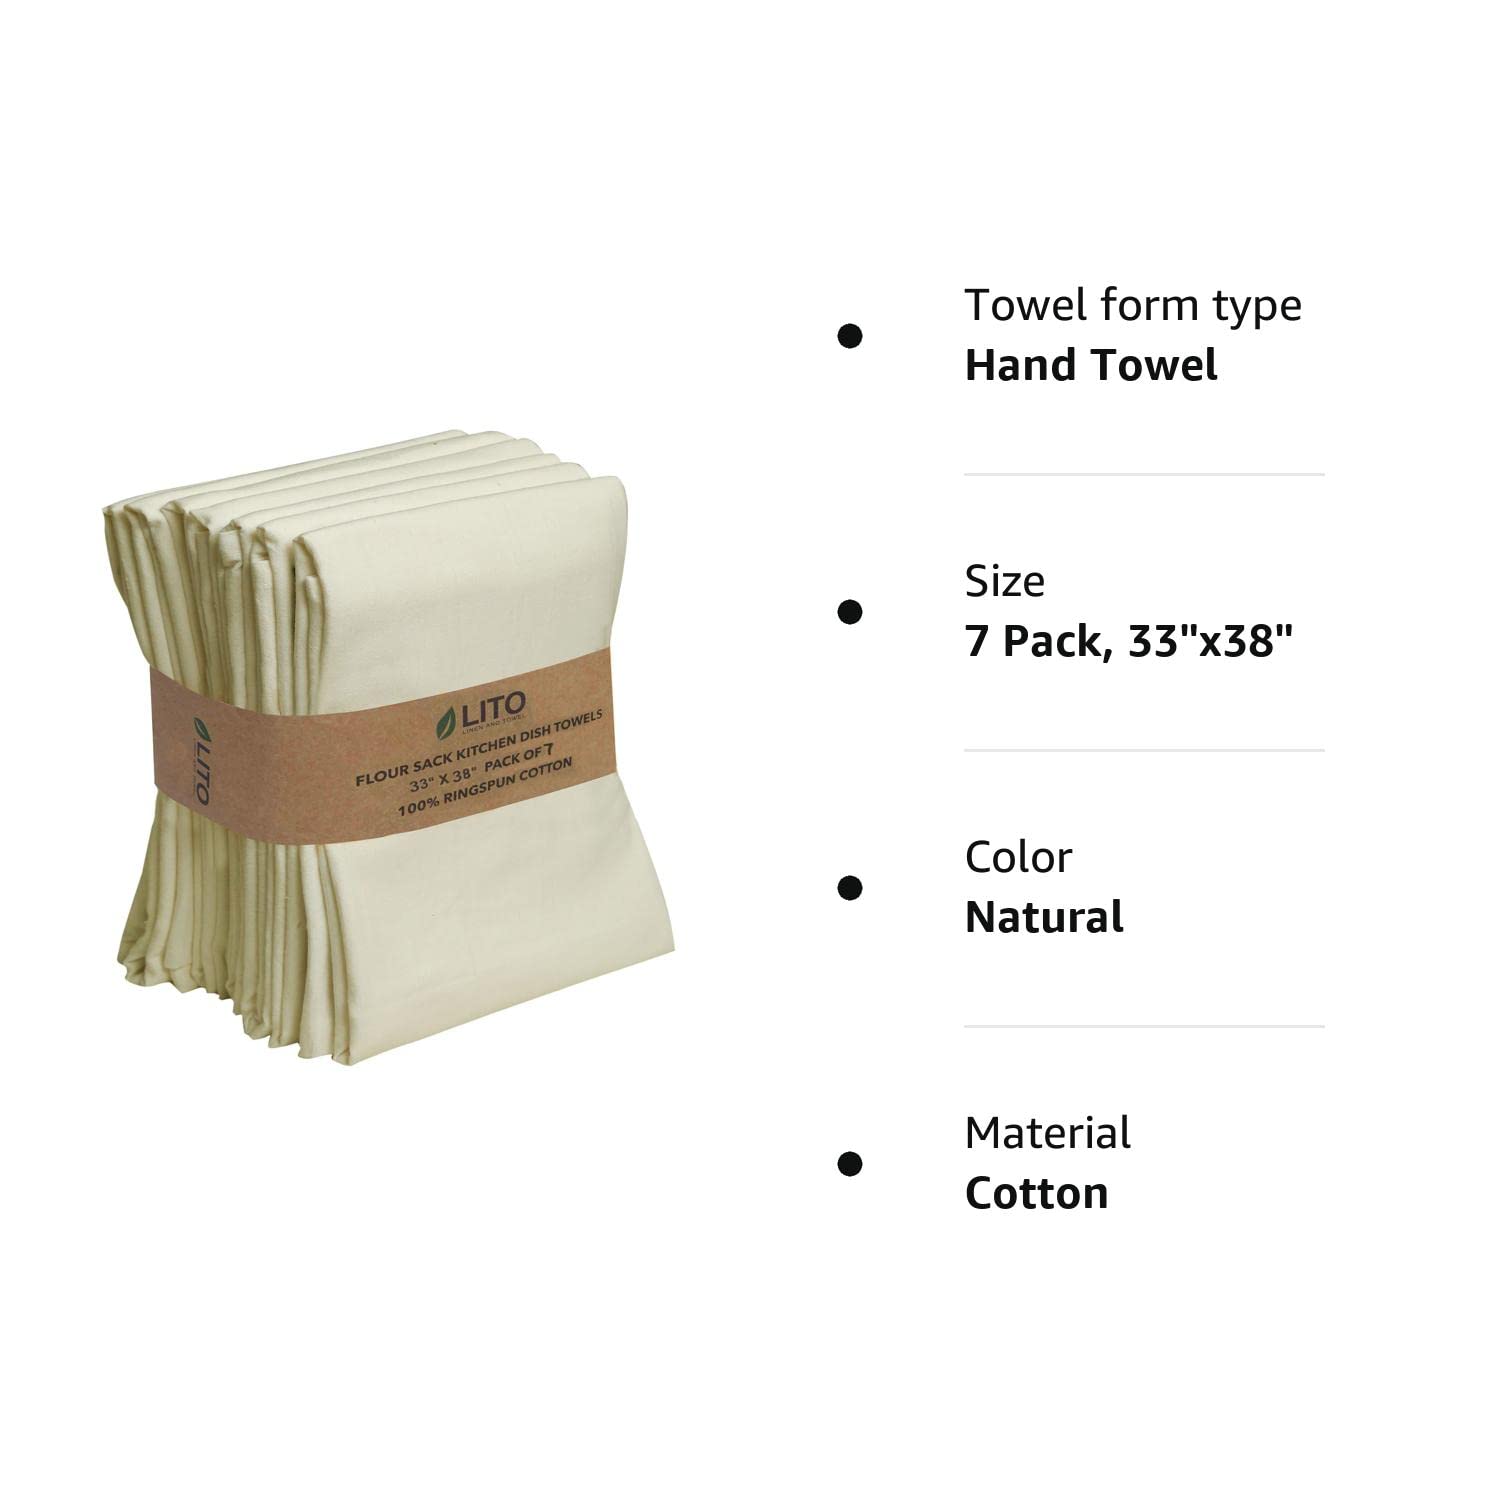 LITO
LINEN AND TOWEL
FLOUR SACK KITCHEN DISH TOWELS
33" X 38" PACK OF 7
100% RINGSPUN COTTON
LITO
Towel form type
Hand Towel
Size
7 Pack, 33"x38"
Color
Natural
Material
Cotton